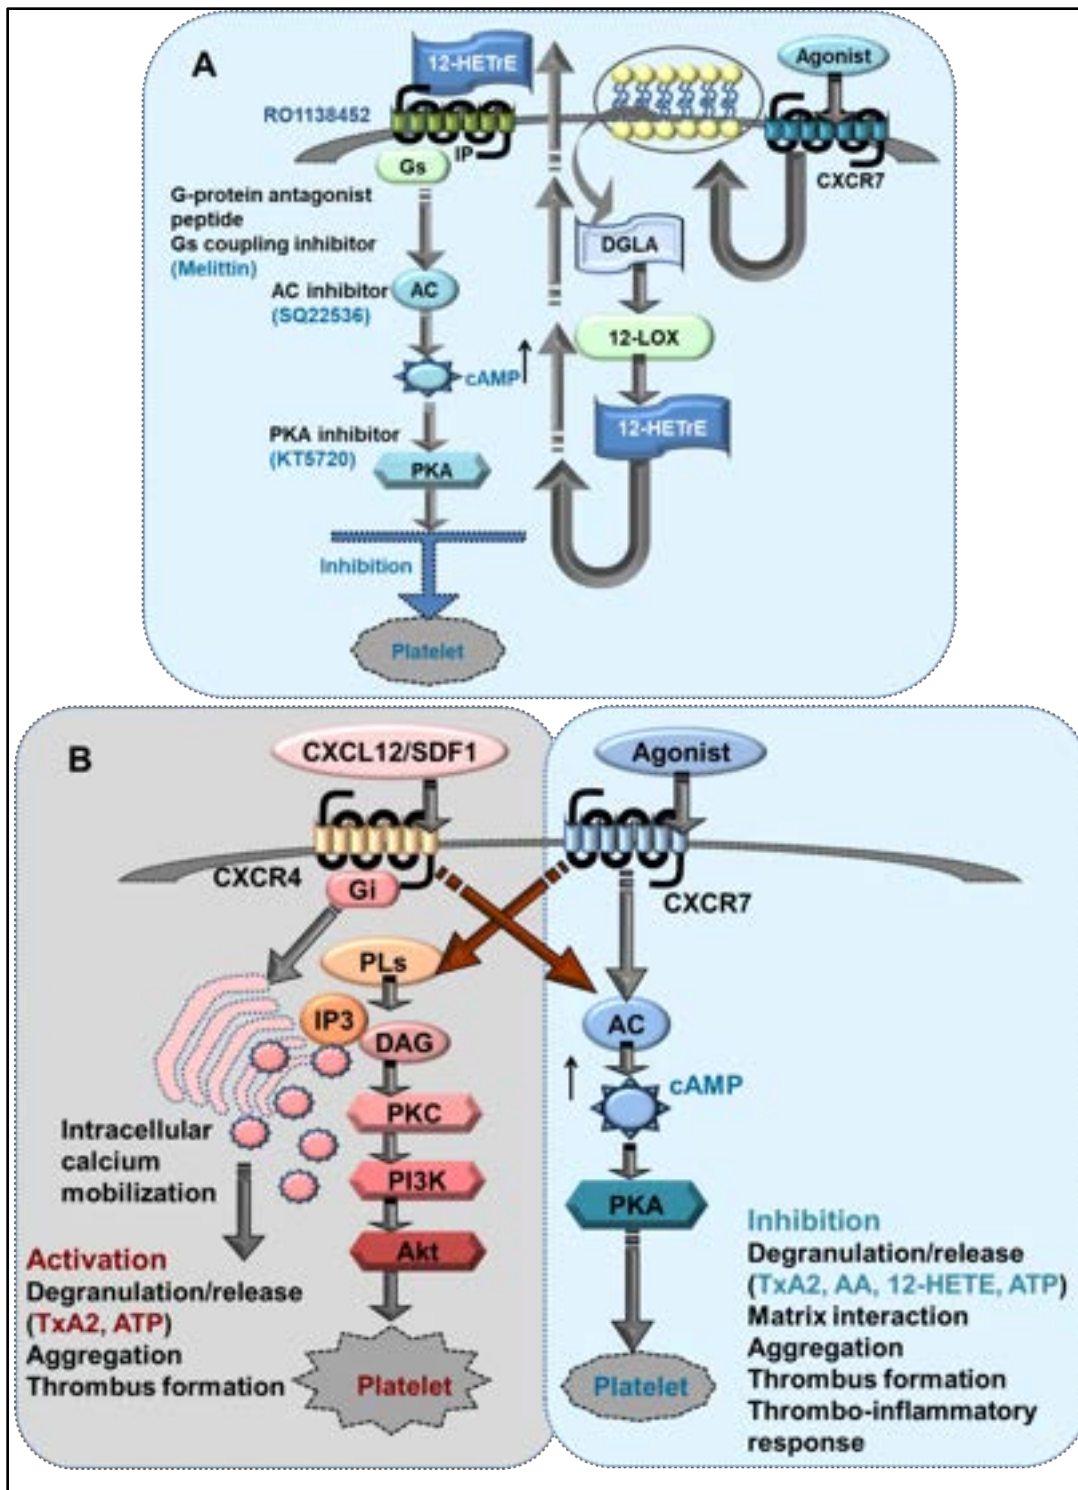 A
12-HETrE
Agonist
RO1138452
IP
CXCR7
Gs
G-protein antagonist
peptide
Gs coupling inhibitor
(Melittin)
DGLA
AC inhibitor
(SQ22536)
AC
12-LOX
cAMP
12-HETrE
PKA inhibitor
(KT5720)
PKA
Inhibition
Platelet
B
CXCL12/SDF1
Agonist
CXCR4
Gi
CXCR7
PLs
IP3
DAG
AC
cAMP
PKC
Intracellular
calcium
mobilization
PI3K
PKA
Akt
Activation
Degranulation/release
(TxA2, ATP)
Aggregation
Thrombus formation
Platelet
Platelet
Inhibition
Degranulation/release
(TxA2, AA, 12-HETE, ATP)
Matrix interaction
Aggregation
Thrombus formation
Thrombo-inflammatory
response